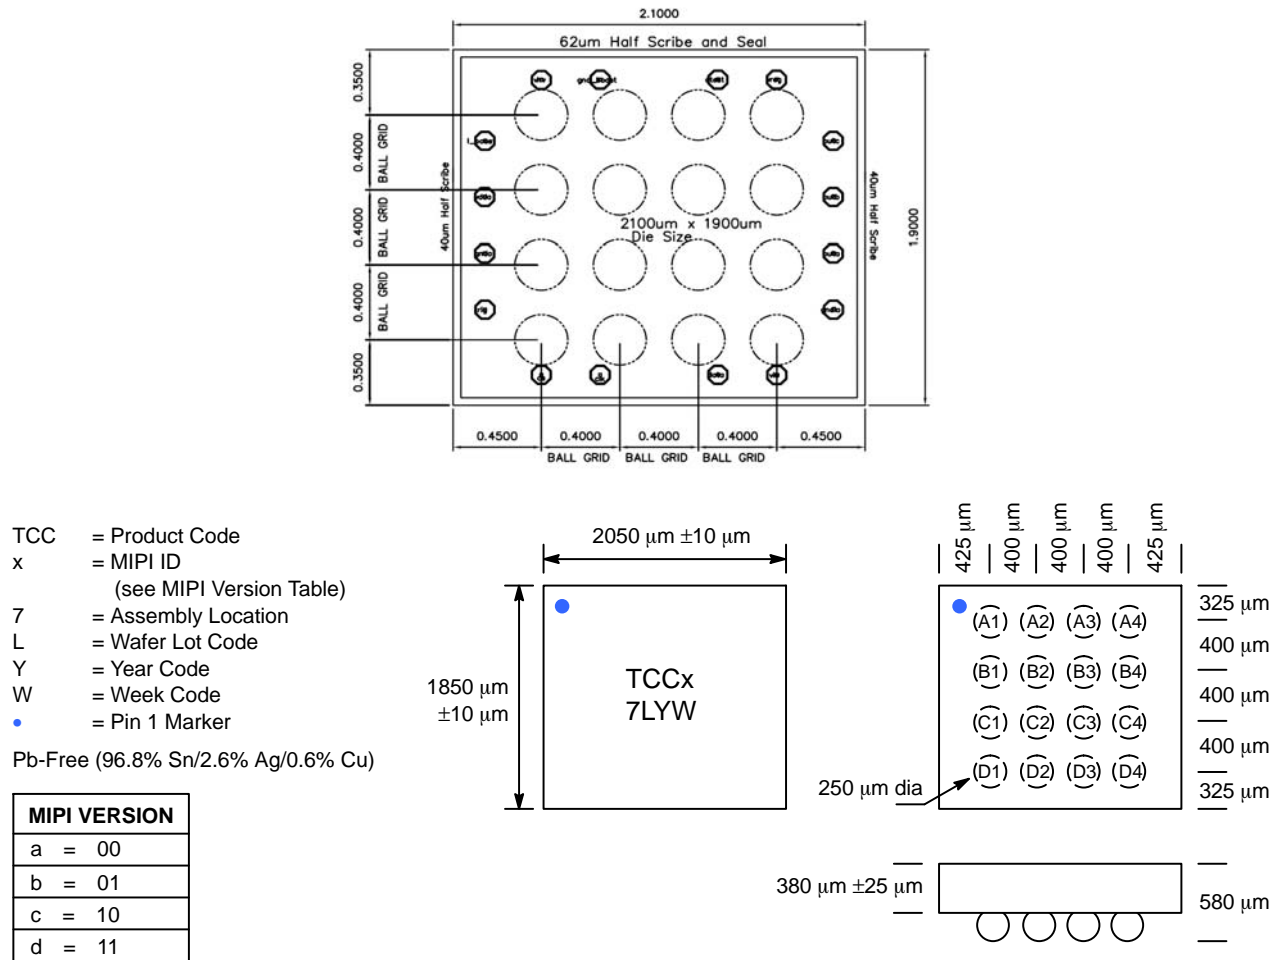 2.1000
62um Half Scribe and Seal
0.3500
0.4000
BALL GRID
0.4000
BALL GRID
0.4000
BALL GRID
0.3500
40um Half Scribe
2100um x 1900um
Die Size
40um Half Scribe
1.9000
0.4500 0.4000 0.4000 0.4000 0.4500
BALL GRID BALL GRID BALL GRID
TCC = Product Code
x = MIPI ID
(see MIPI Version Table)
7 = Assembly Location
L = Wafer Lot Code
Y = Year Code
W = Week Code
● = Pin 1 Marker
Pb-Free (96.8% Sn/2.6% Ag/0.6% Cu)
MIPI VERSION
a = 00
b = 01
c = 10
d = 11
2050 μm ±10 μm
1850 μm
±10 μm
TCCx
7LYW
425 μm 400 μm 400 μm 400 μm 425 μm
A1 A2 A3 A4
B1 B2 B3 B4
C1 C2 C3 C4
D1 D2 D3 D4
325 μm
400 μm
400 μm
400 μm
325 μm
250 μm dia
380 μm ±25 μm
580 μm